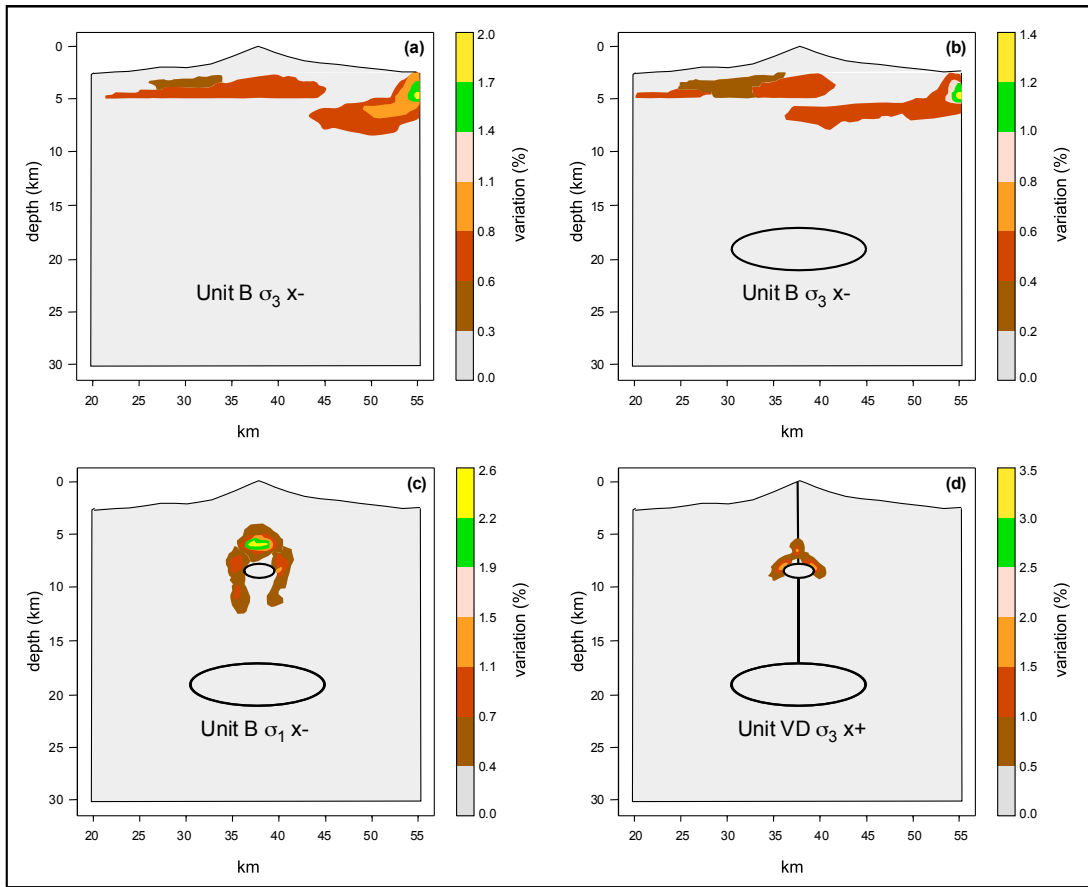 (a)
0
5
10
15
20
25
30
depth (km)
Unit B σ3 x-
20 25 30 35 40 45 50 55
km
2.0
1.7
1.4
1.1
0.8
0.6
0.3
0.0
variation (%)
(b)
0
5
10
15
20
25
30
depth (km)
Unit B σ3 x-
20 25 30 35 40 45 50 55
km
1.4
1.2
1.0
0.8
0.6
0.4
0.2
0.0
variation (%)
(c)
0
5
10
15
20
25
30
depth (km)
Unit B σ1 x-
20 25 30 35 40 45 50 55
km
2.6
2.2
1.9
1.5
1.1
0.7
0.4
0.0
variation (%)
(d)
0
5
10
15
20
25
30
depth (km)
Unit VD σ3 x+
20 25 30 35 40 45 50 55
km
3.5
3.0
2.5
2.0
1.5
1.0
0.5
0.0
variation (%)